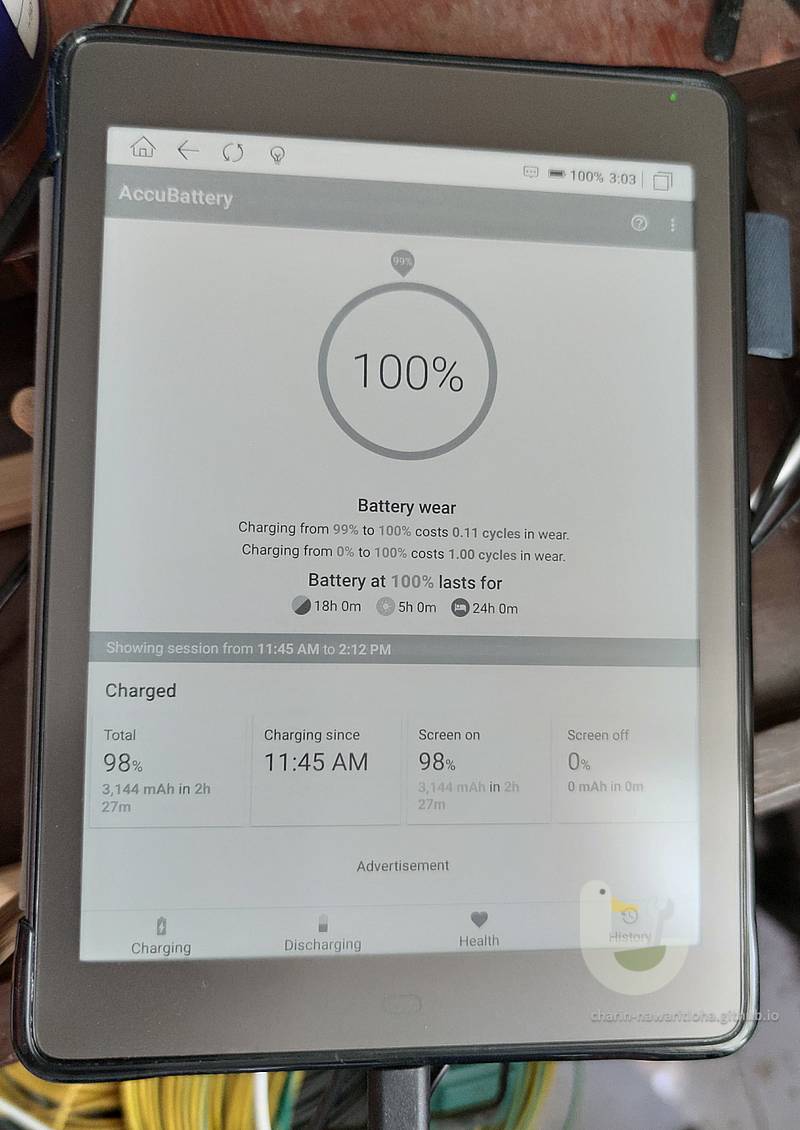 100% 3:03
AccuBattery
99%
100%
Battery wear
Charging from 99% to 100% costs 0.11 cycles in wear.
Charging from 0% to 100% costs 1.00 cycles in wear.
Battery at 100% lasts for
18h 0m 5h 0m 24h 0m
Showing session from 11:45 AM to 2:12 PM
Charged
Total
98%
3,144 mAh in 2h
27m
Charging since
11:45 AM
Screen on
98%
3,144 mAh in 2h
27m
Screen off
0%
0 mAh in 0m
Advertisement
Charging Discharging Health History